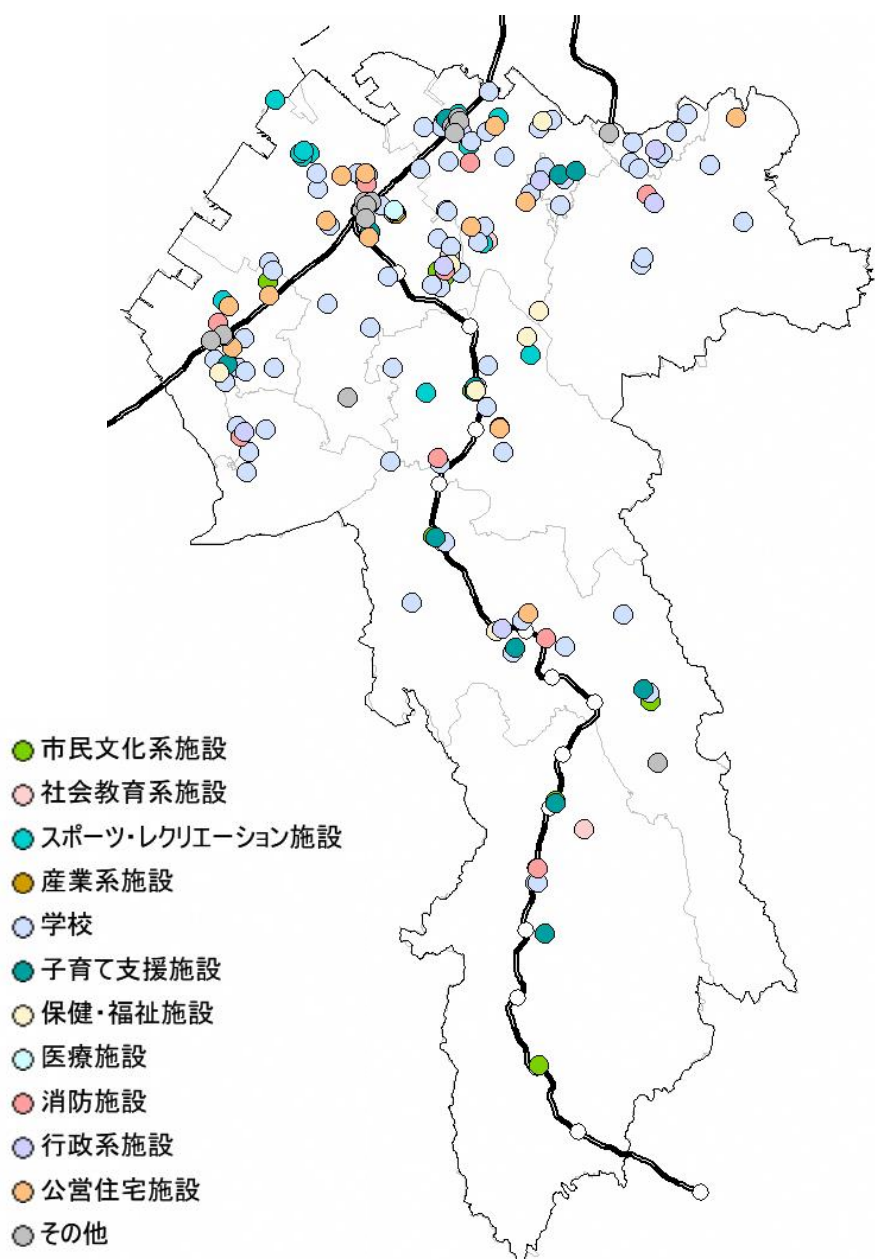 市民文化系施設
社会教育系施設
スポーツ・レクリエーション施設
産業系施設
学校
子育て支援施設
保健・福祉施設
医療施設
消防施設
行政系施設
公営住宅施設
その他